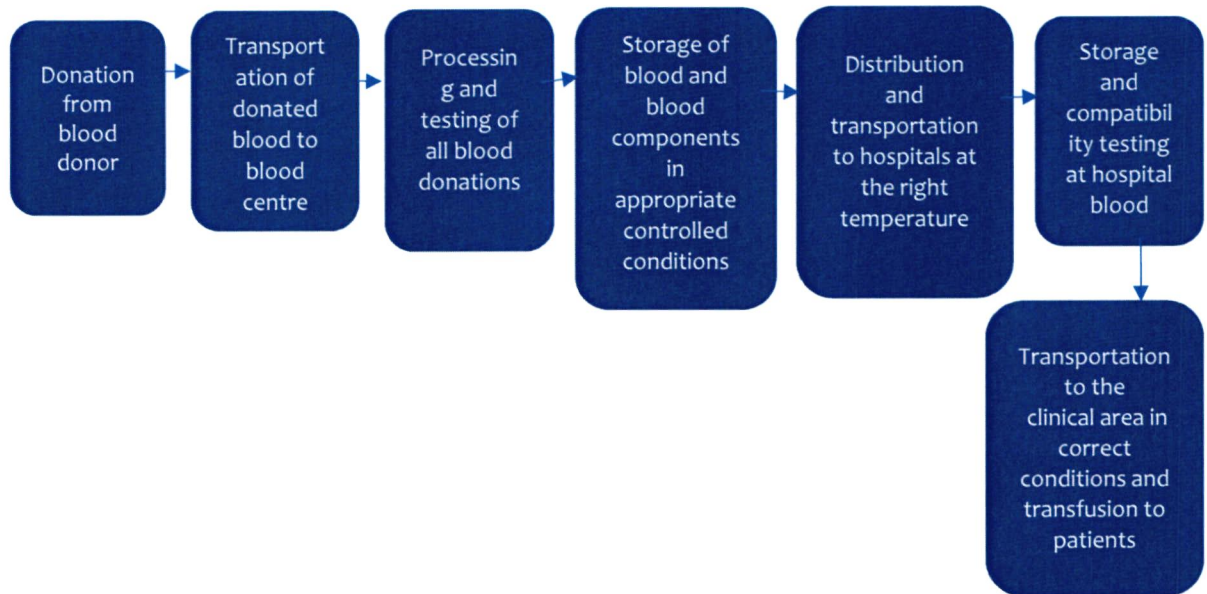 Donation
from
blood
donor
Transport
ation of
donated
blood to
blood
centre
Processin
g and
testing of
all blood
donations
Storage of
blood and
blood
components
in
appropriate
controlled
conditions
Distribution
and
transportation
to hospitals at
the right
temperature
Storage
and
compatibil
ity testing
at hospital
blood
Transportation
to the
clinical area in
correct
conditions and
transfusion to
patients